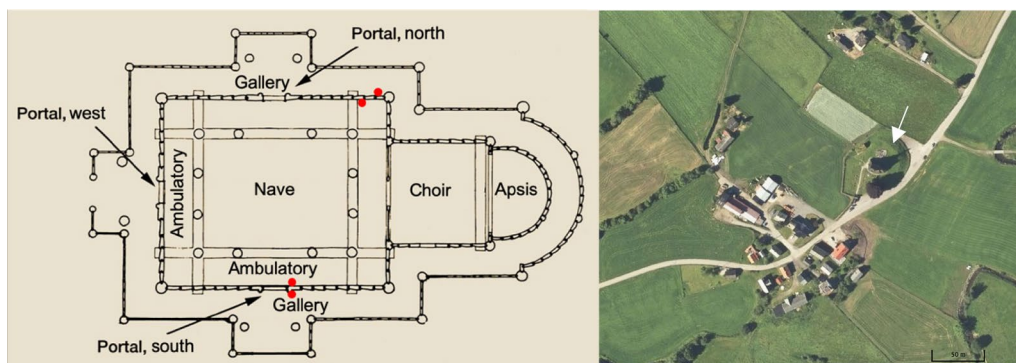 Portal, north
Gallery
Portal, west
Ambulatory
Nave
Choir
Apsis
Ambulatory
Gallery
Portal, south
50 m